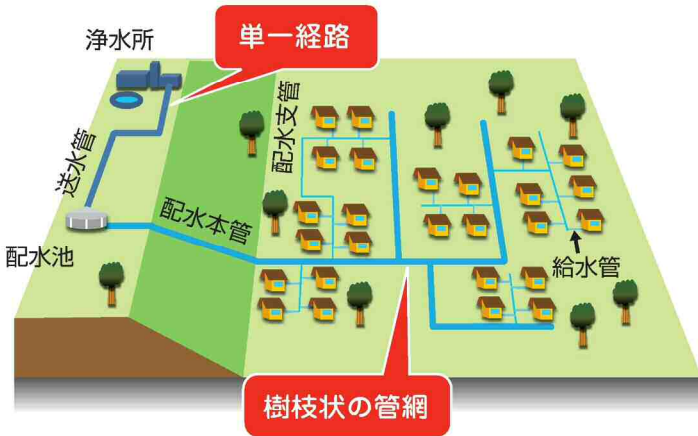 浄水所
単一経路
送水管
配水支管
配水本管
配水池
給水管
樹枝状の管網